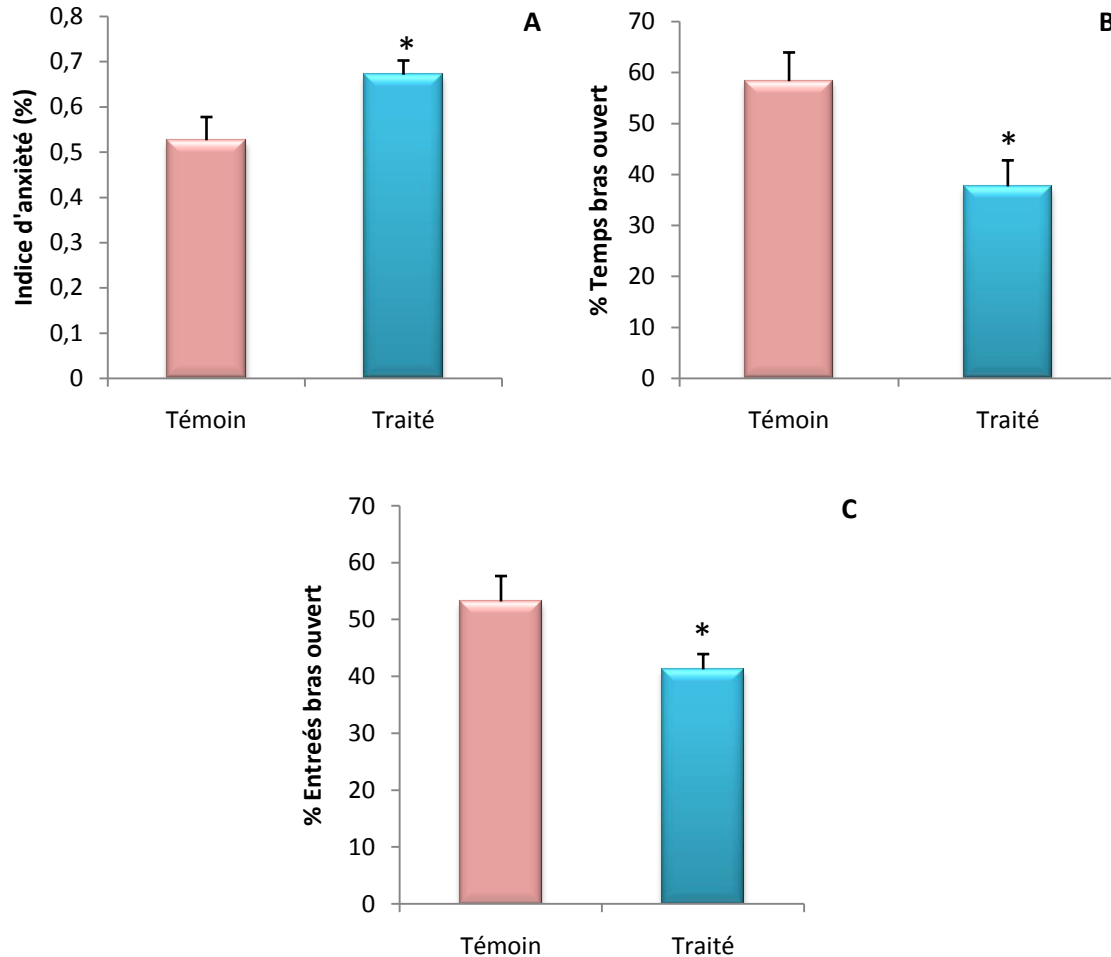 A
Indice d'anxièté (%)
0,8
0,7
0,6
0,5
0,4
0,3
0,2
0,1
0
*
Témoin
Traité
B
% Temps bras ouvert
70
60
50
40
30
20
10
0
*
Témoin
Traité
C
% Entreés bras ouvert
70
60
50
40
30
20
10
0
*
Témoin
Traité